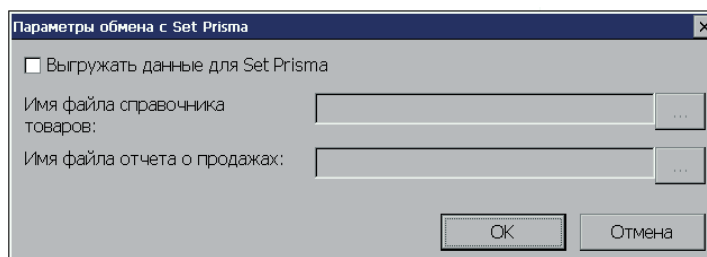 Параметры обмена с Set Prisma
Выгружать данные для Set Prisma
Имя файла справочника
товаров:
...
Имя файла отчета о продажах:
...
OK
Отмена